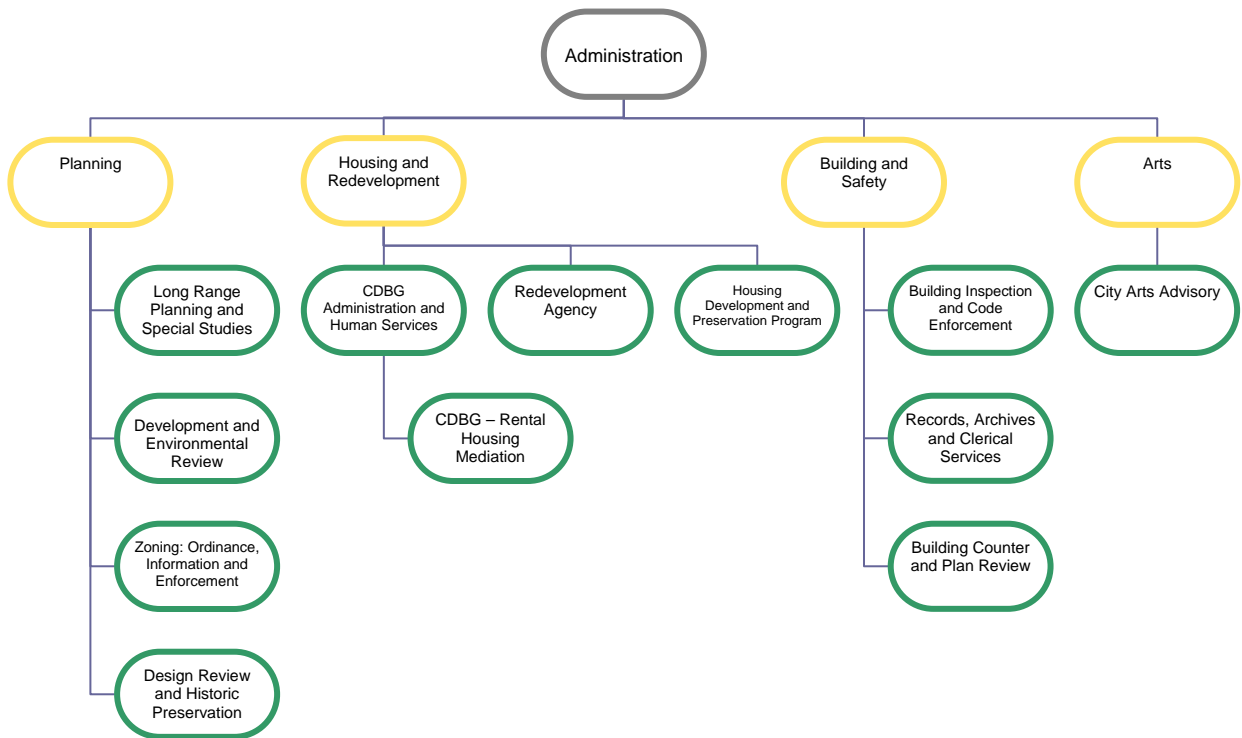 Administration
Planning
Housing and
Redevelopment
Building and
Safety
Arts
Long Range
Planning and
Special Studies
CDBG
Administration and
Human Services
Redevelopment
Agency
Housing
Development and
Preservation Program
Building Inspection
and Code
Enforcement
City Arts Advisory
Development and
Environmental
Review
CDBG – Rental
Housing
Mediation
Records, Archives
and Clerical
Services
Zoning: Ordinance,
Information and
Enforcement
Building Counter
and Plan Review
Design Review
and Historic
Preservation